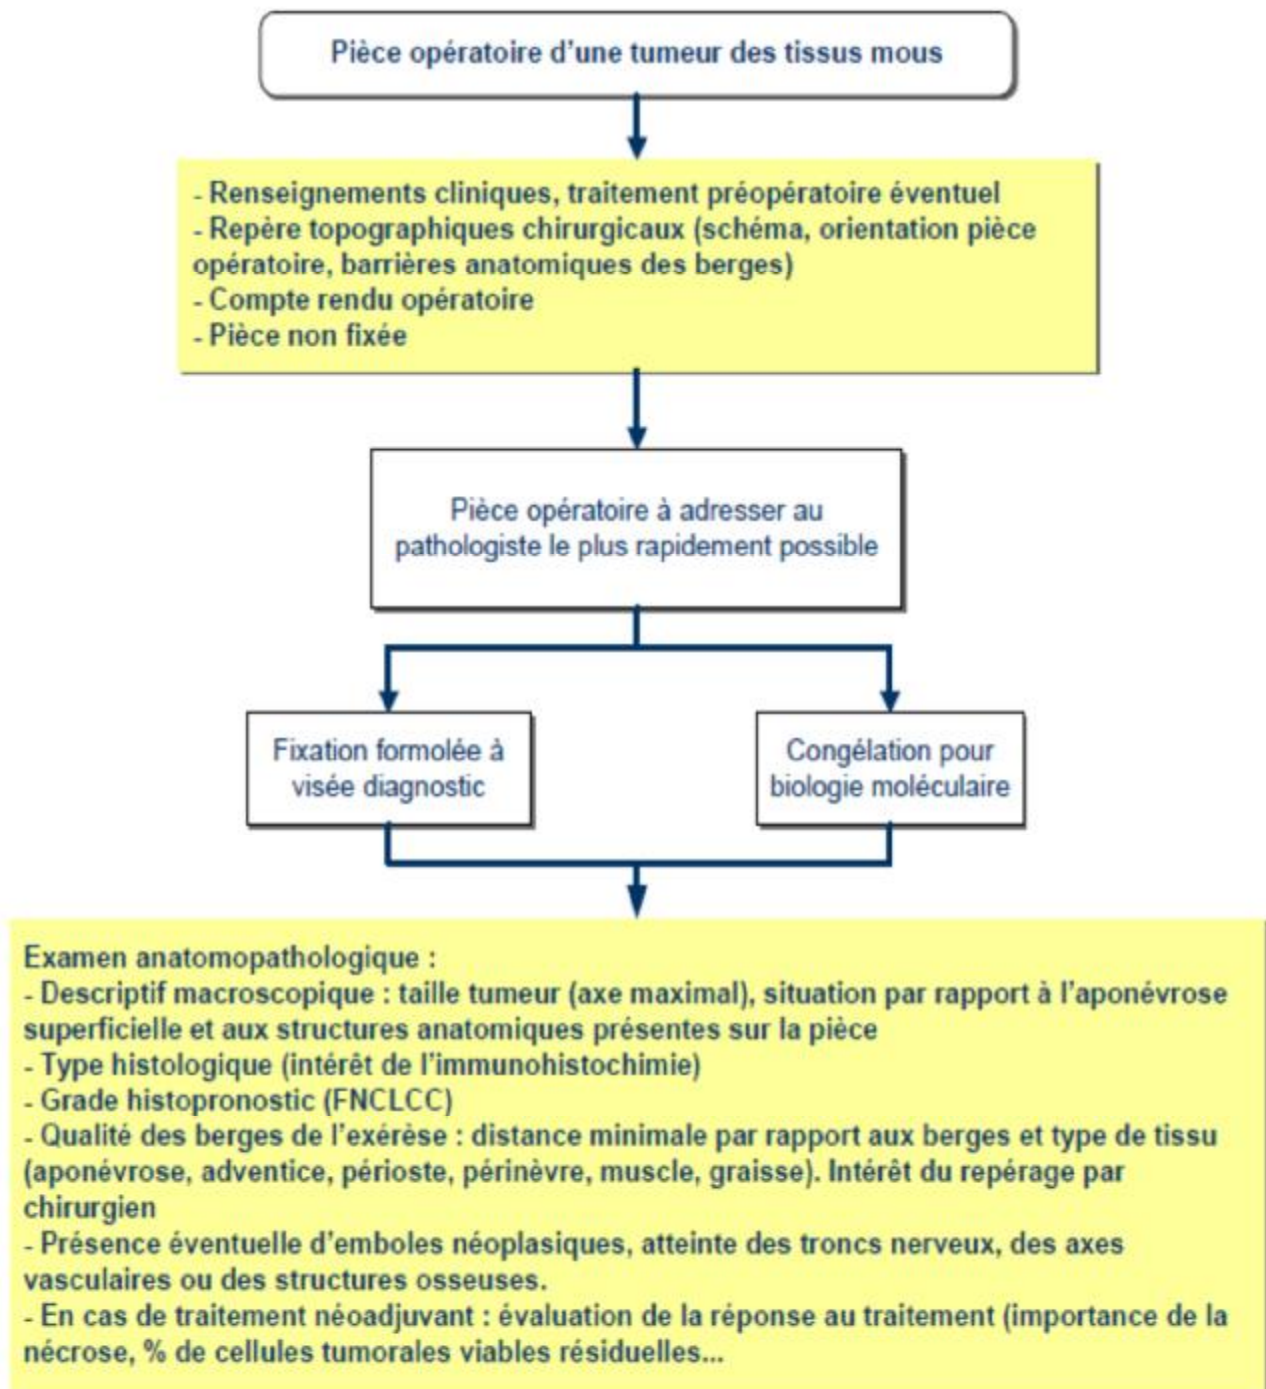 Pièce opératoire d'une tumeur des tissus mous
- Renseignements cliniques, traitement préopératoire éventuel
- Repère topographiques chirurgicaux (schéma, orientation pièce
opératoire, barrières anatomiques des berges)
- Compte rendu opératoire
- Pièce non fixée
Pièce opératoire à adresser au
pathologiste le plus rapidement possible
Fixation formolée à
visée diagnostic
Congélation pour
biologie moléculaire
Examen anatomopathologique :
- Descriptif macroscopique : taille tumeur (axe maximal), situation par rapport à l'aponévrose
superficielle et aux structures anatomiques présentes sur la pièce
- Type histologique (intérêt de l'immunohistochimie)
- Grade histopronostic (FNCLCC)
- Qualité des berges de l'exérèse : distance minimale par rapport aux berges et type de tissu
(aponévrose, adventice, périoste, périnèvre, muscle, graisse). Intérêt du repérage par
chirurgien
- Présence éventuelle d'emboles néoplasiques, atteinte des troncs nerveux, des axes
vasculaires ou des structures osseuses.
- En cas de traitement néoadjuvant : évaluation de la réponse au traitement (importance de la
nécrose, % de cellules tumorales viables résiduelles...